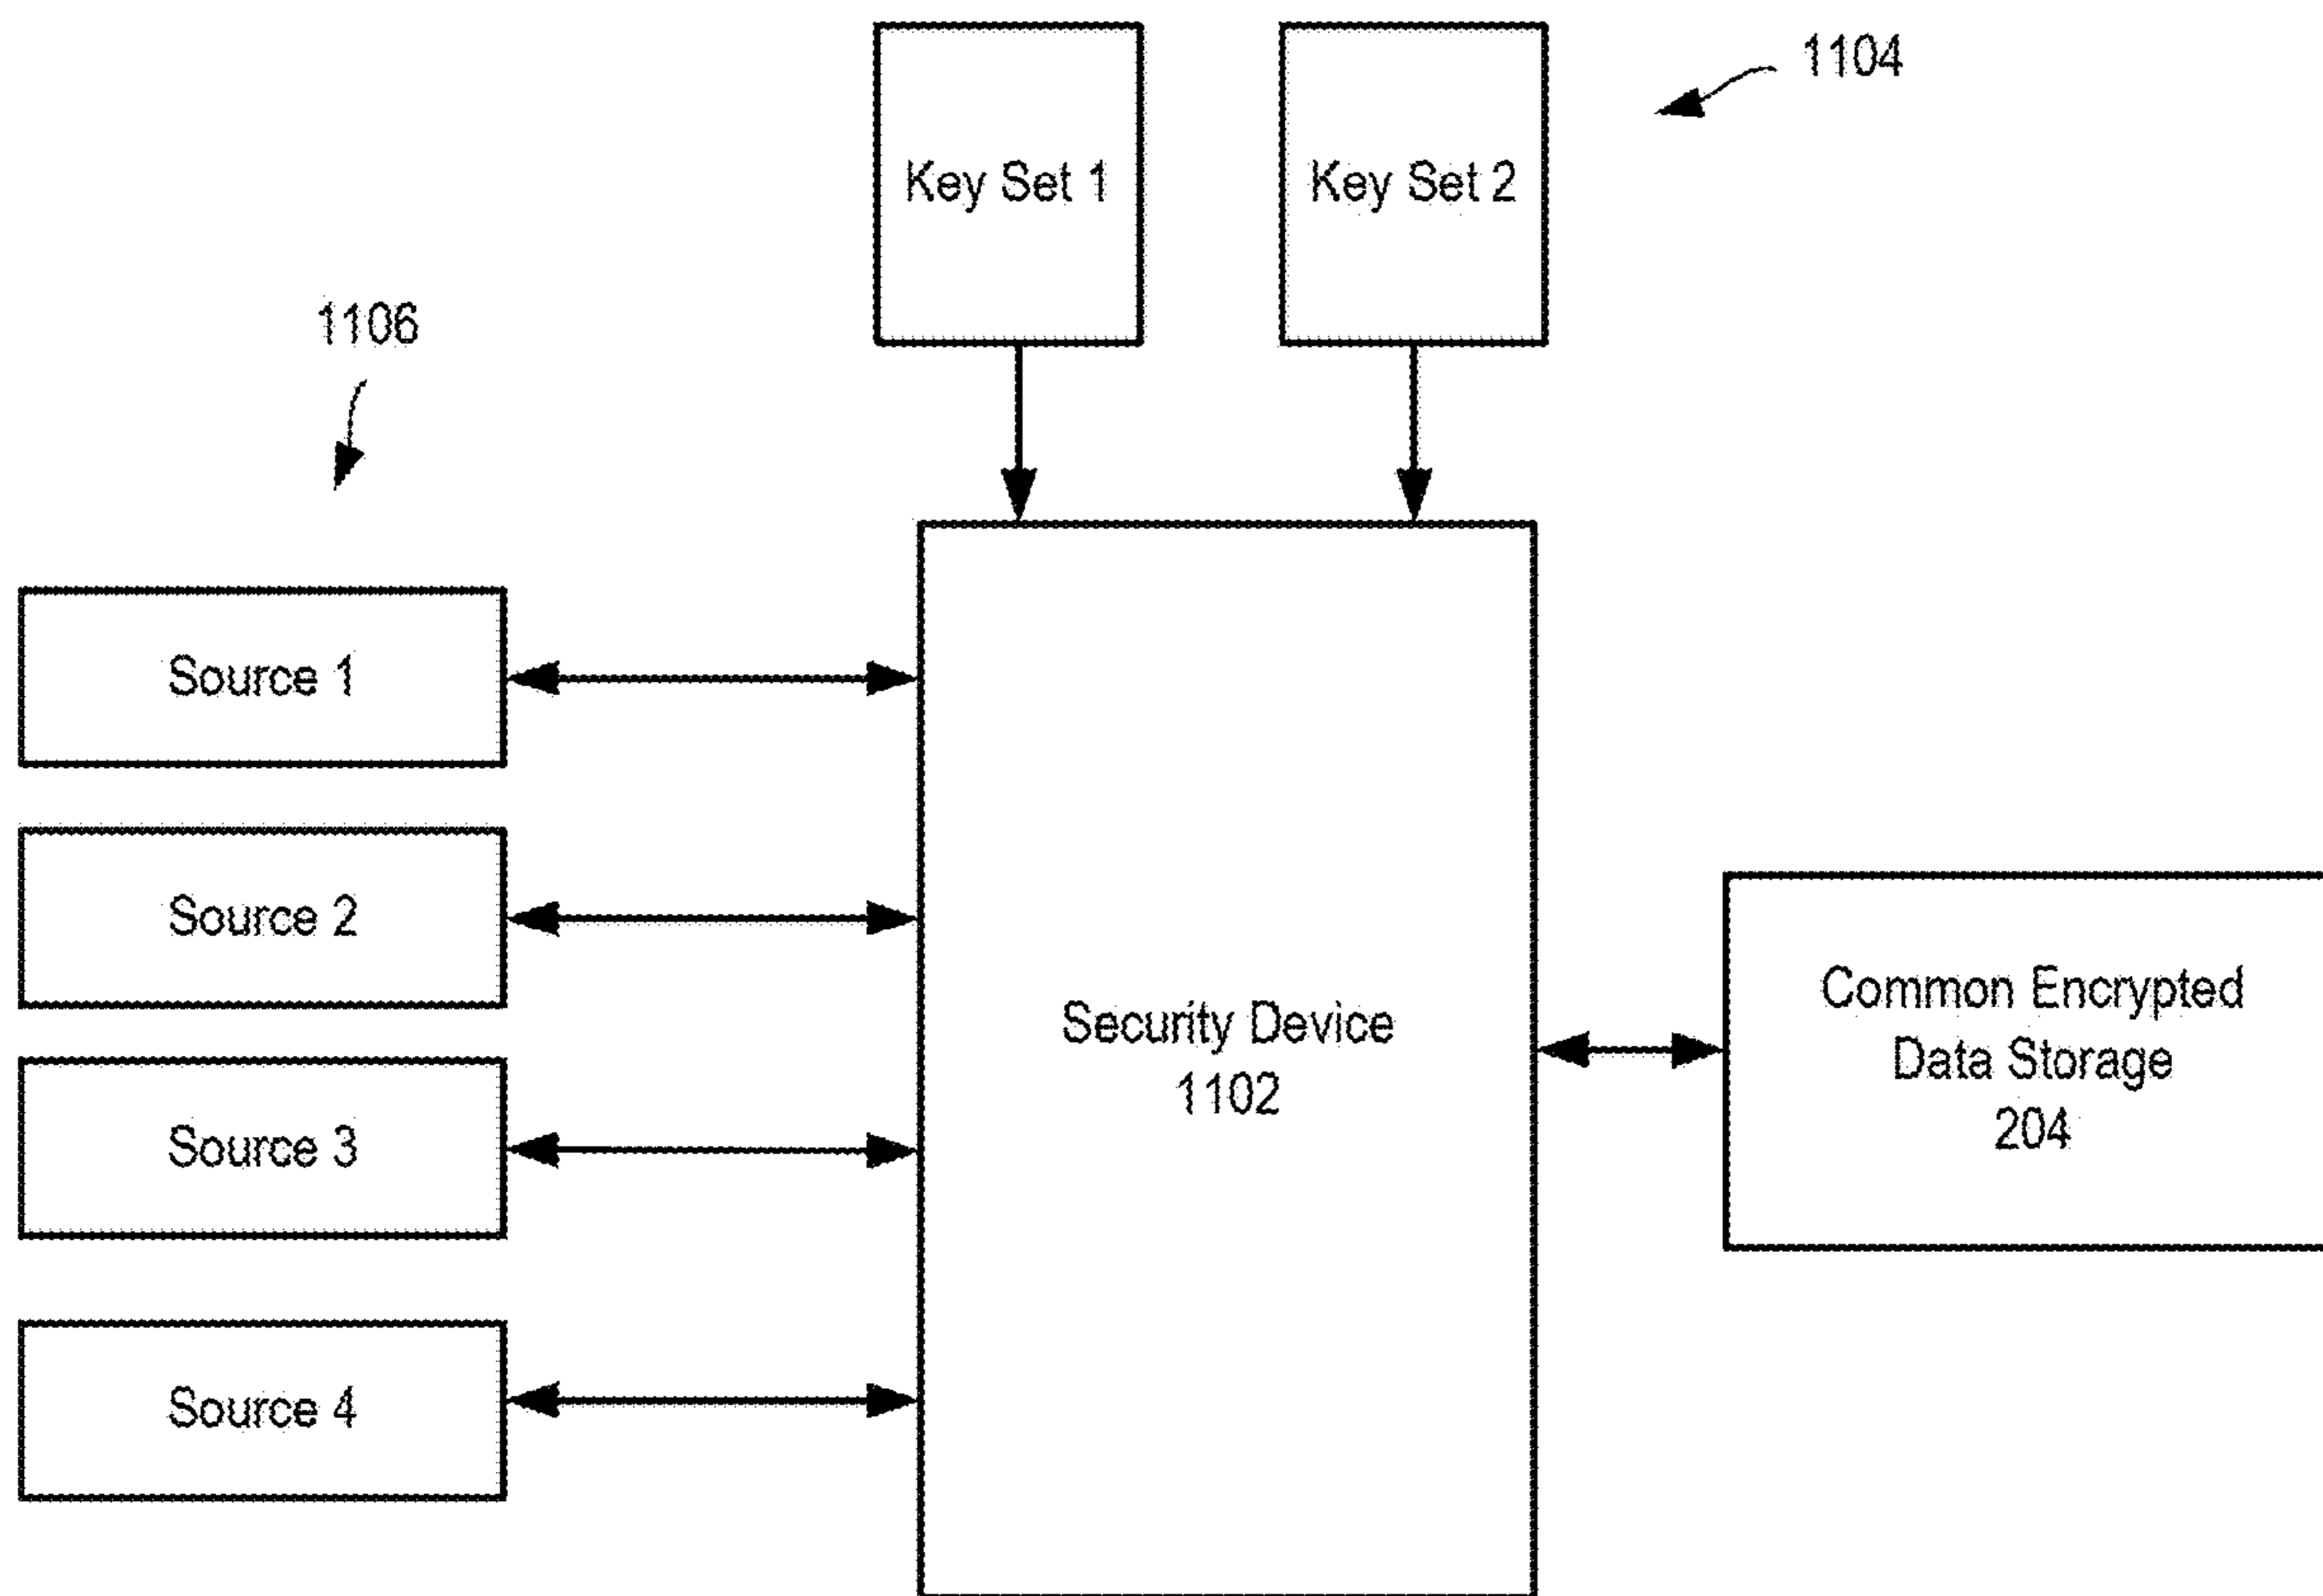 1104
Key Set 1
Key Set 2
1106
Source 1
Source 2
Source 3
Source 4
Security Device
1102
Common Encrypted
Data Storage
204